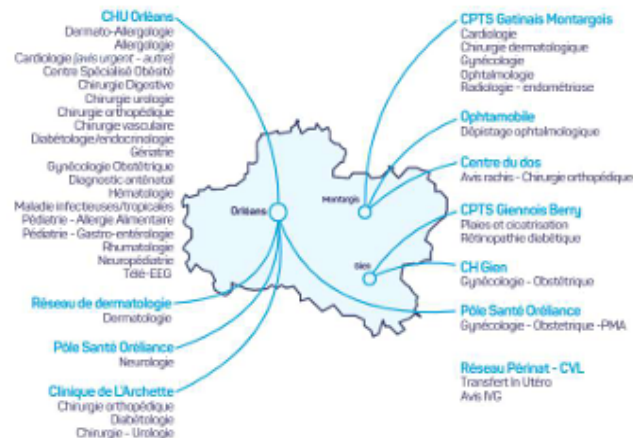 CHU Orléans
Dermato-Allergologie
Allergologie
Cardiologie (avis urgent - autre)
Centre Spécialisé Obésité
Chirurgie Digestive
Chirurgie urologie
Chirurgie orthopédique
Chirurgie vasculaire
Diabétologie/endocrinologie
Gériatrie
Gynécologie Obstétrique
Diagnostic anténatal
Hématologie
Maladie infectieuses/tropicales
Pédiatrie - Allergie Alimentaire
Pédiatrie - Gastro-entérologie
Rhumatologie
Neuropédiatrie
Télé-EEG
Réseau de dermatologie
Dermatologie
Pôle Santé Oréliance
Neurologie
Clinique de L'Archette
Chirurgie orthopédique
Diabétologie
Chirurgie - Urologie
Orléans
Montargis
Gien
CPTS Gatinais Montargois
Cardiologie
Chirurgie dermatologique
Gynécologie
Ophtalmologie
Radiologie - endométriose
Ophtamobile
Dépistage ophtalmologique
Centre du dos
Avis rachis - Chirurgie orthopédique
CPTS Giennois Berry
Plaies et cicatrisation
Rétinopathie diabétique
CH Gien
Gynécologie - Obstétrique
Pôle Santé Oréliance
Gynécologie - Obstetrique -PMA
Réseau Périnat - CVL
Transfert In Utéro
Avis IVG